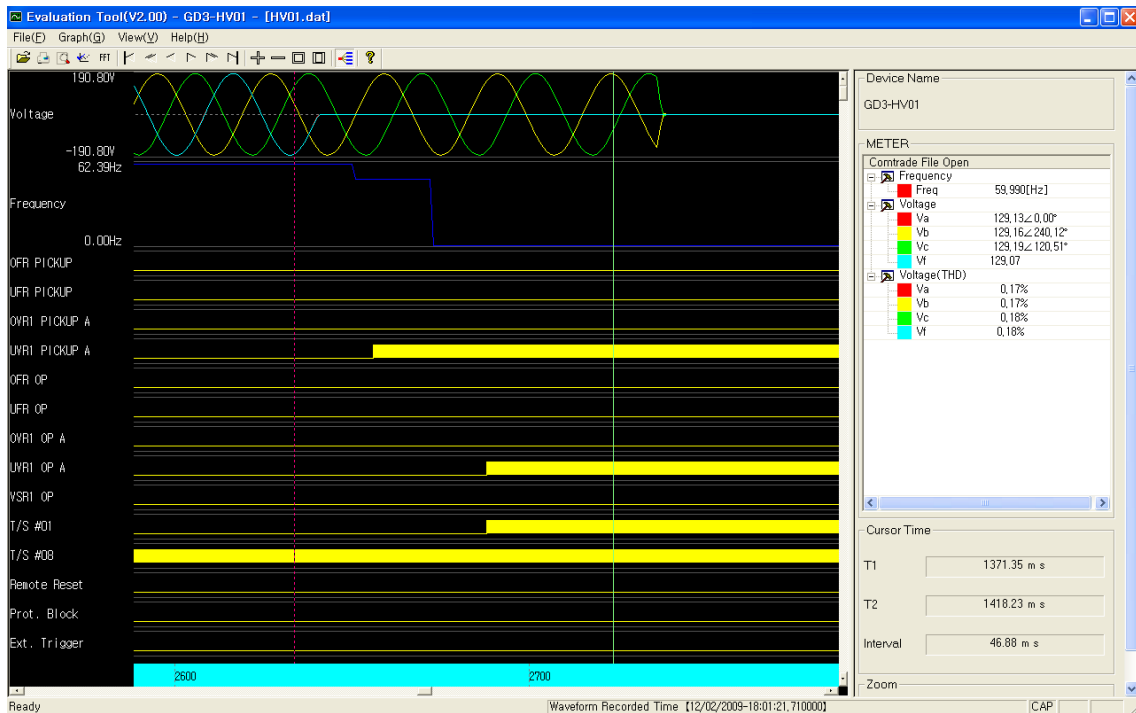 Evaluation Tool(V2.00) - GD3-HV01 - [HV01.dat]
File(F) Graph(G) View(V) Help(H)
FFT
190.80V
Voltage
-190.80V
62.39Hz
Frequency
0.00Hz
OFR PICKUP
UFR PICKUP
OVR1 PICKUP A
UVR1 PICKUP A
OFR OP
UFR OP
OVR1 OP A
UVR1 OP A
VSR1 OP
T/S #01
T/S #08
Remote Reset
Prot. Block
Ext. Trigger
2600 2700
Device Name
GD3-HV01
METER
Comtrade File Open
Frequency
Freq 59,990[Hz]
Voltage
Va 129,13∠0,00°
Vb 129,16∠240,12°
Vc 129,19∠120,51°
Vf 129,07
Voltage(THD)
Va 0,17%
Vb 0,17%
Vc 0,18%
Vf 0,18%
Cursor Time
T1 1371.35 m s
T2 1418.23 m s
Interval 46.88 m s
Zoom
Ready Waveform Recorded Time [12/02/2009-18:01:21,710000] CAP